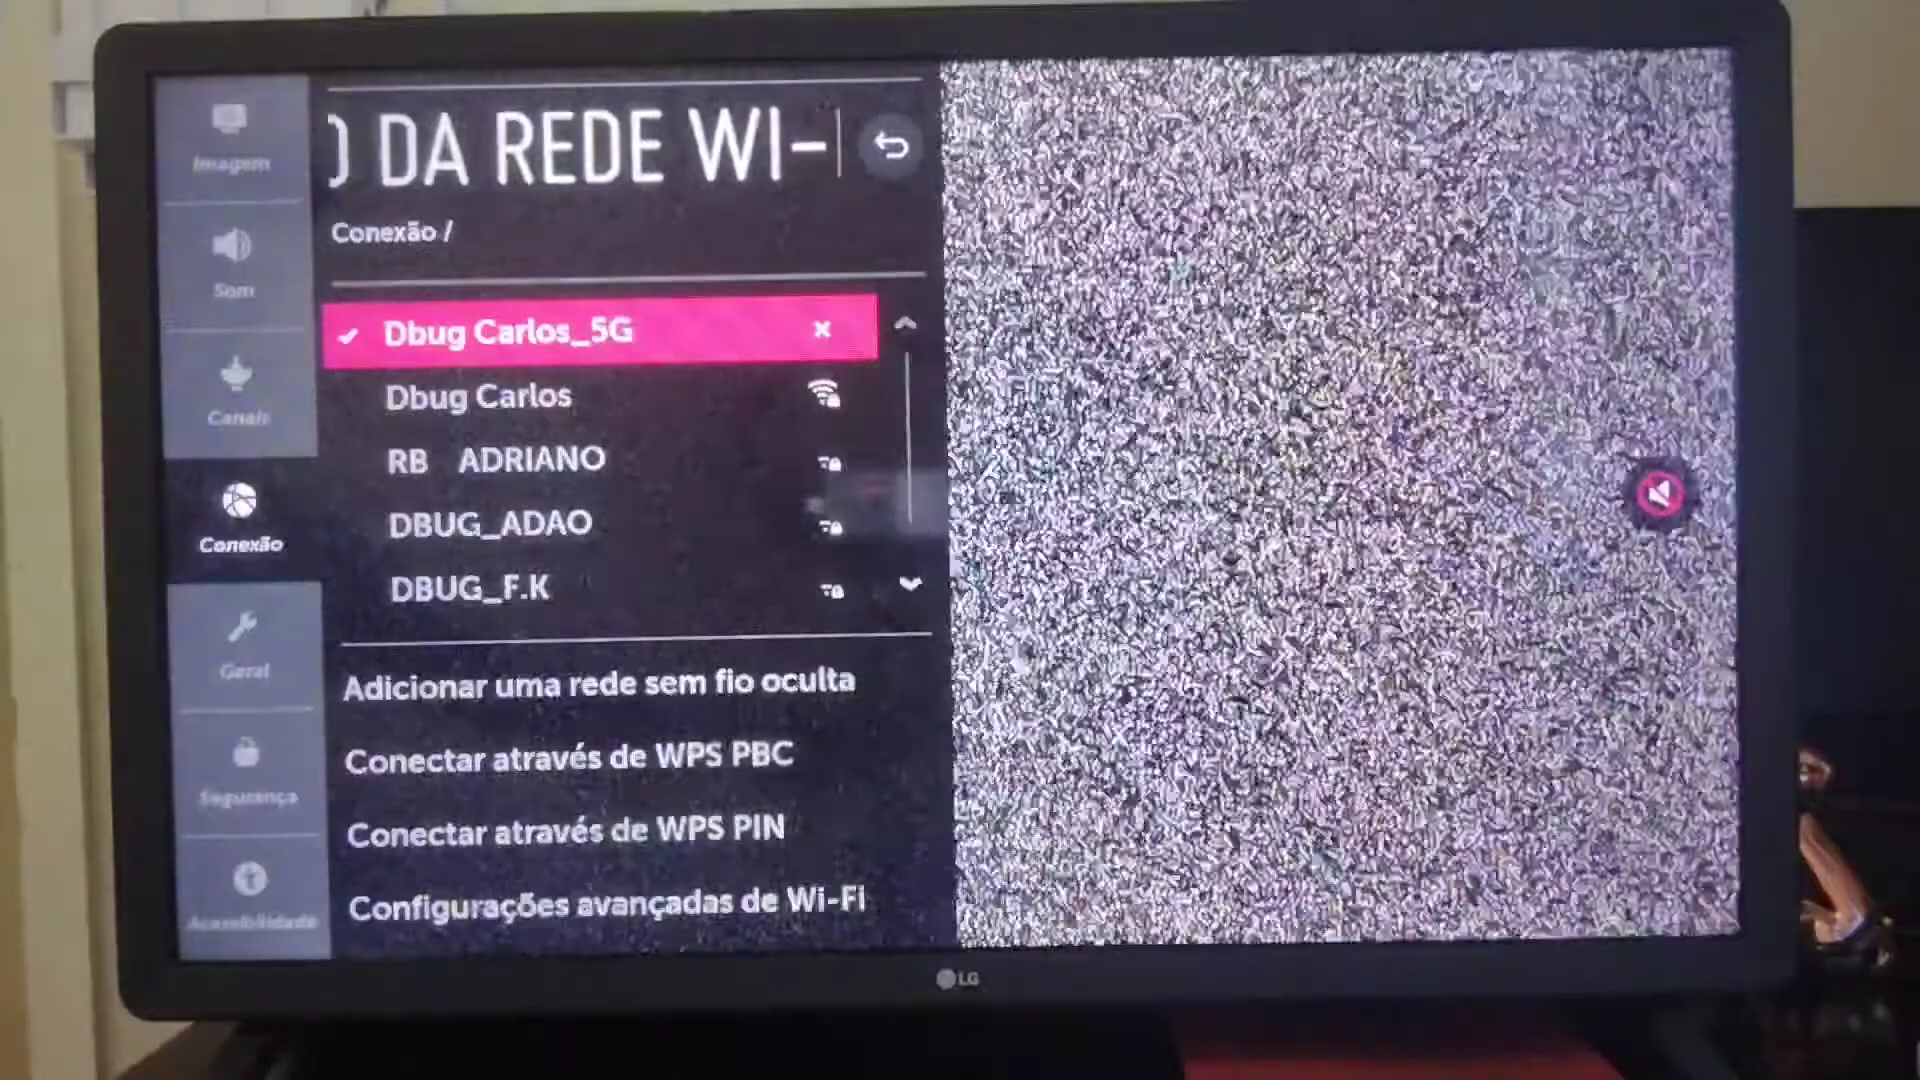 DA REDE WI-
Conexão /
Imagem
Som
Canais
Conexão
Geral
Segurança
Acessibilidade
Dbug Carlos_5G
Dbug Carlos
RB ADRIANO
DBUG_ADAO
DBUG_F.K
Adicionar uma rede sem fio oculta
Conectar através de WPS PBC
Conectar através de WPS PIN
Configurações avançadas de Wi-Fi
LG